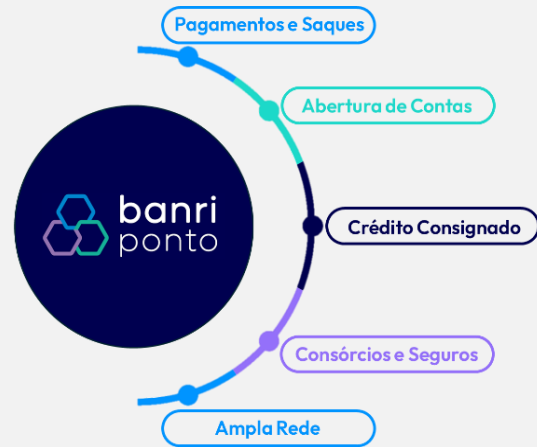 Pagamentos e Saques
Abertura de Contas
banri
ponto
Crédito Consignado
Consórcios e Seguros
Ampla Rede